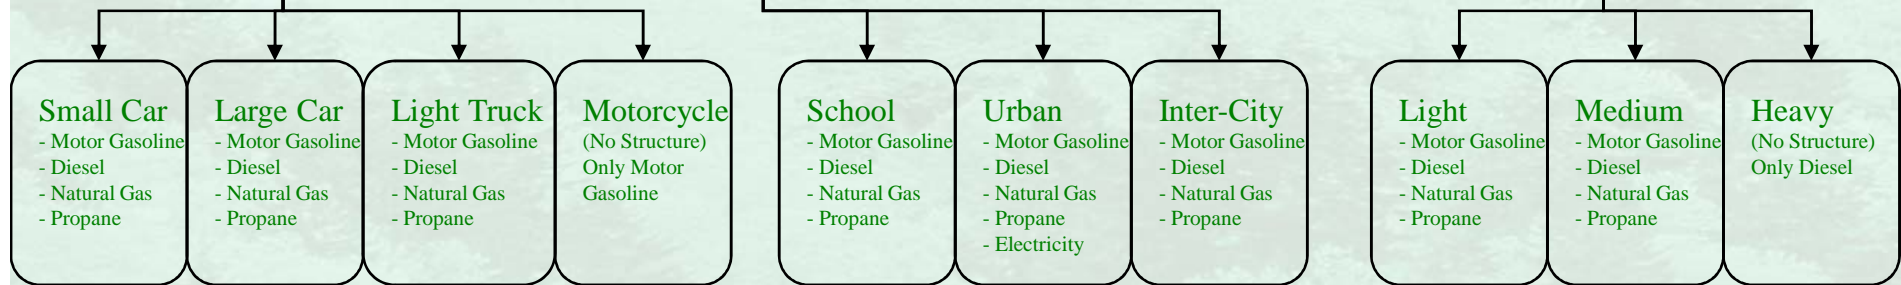 Small Car
- Motor Gasoline
- Diesel
- Natural Gas
- Propane
Large Car
- Motor Gasoline
- Diesel
- Natural Gas
- Propane
Light Truck
- Motor Gasoline
- Diesel
- Natural Gas
- Propane
Motorcycle
(No Structure)
Only Motor
Gasoline
School
- Motor Gasoline
- Diesel
- Natural Gas
- Propane
Urban
- Motor Gasoline
- Diesel
- Natural Gas
- Propane
- Electricity
Inter-City
- Motor Gasoline
- Diesel
- Natural Gas
- Propane
Light
- Motor Gasoline
- Diesel
- Natural Gas
- Propane
Medium
- Motor Gasoline
- Diesel
- Natural Gas
- Propane
Heavy
(No Structure)
Only Diesel